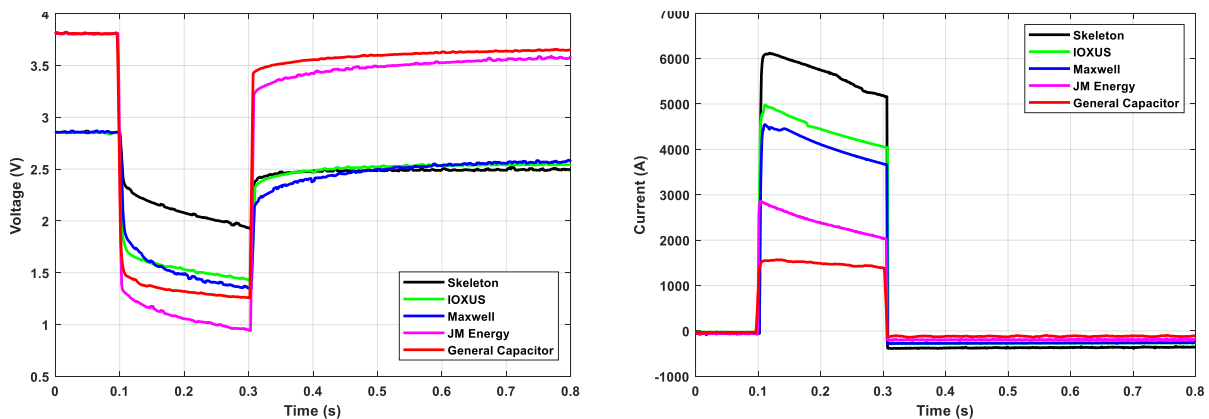 4
3.5
3
2.5
2
1.5
1
0.5
Voltage (V)
0 0.1 0.2 0.3 0.4 0.5 0.6 0.7 0.8
Time (s)
Skeleton
IOXUS
Maxwell
JM Energy
General Capacitor
7000
6000
5000
4000
3000
2000
1000
0
-1000
Current (A)
0 0.1 0.2 0.3 0.4 0.5 0.6 0.7 0.8
Time (s)
Skeleton
IOXUS
Maxwell
JM Energy
General Capacitor